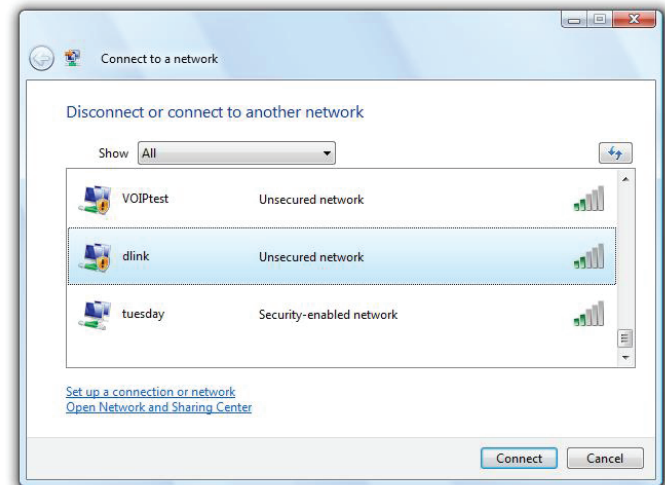 Connect to a network
Disconnect or connect to another network
Show All
VOIPtest Unsecured network
dlink Unsecured network
tuesday Security-enabled network
Set up a connection or network
Open Network and Sharing Center
Connect Cancel